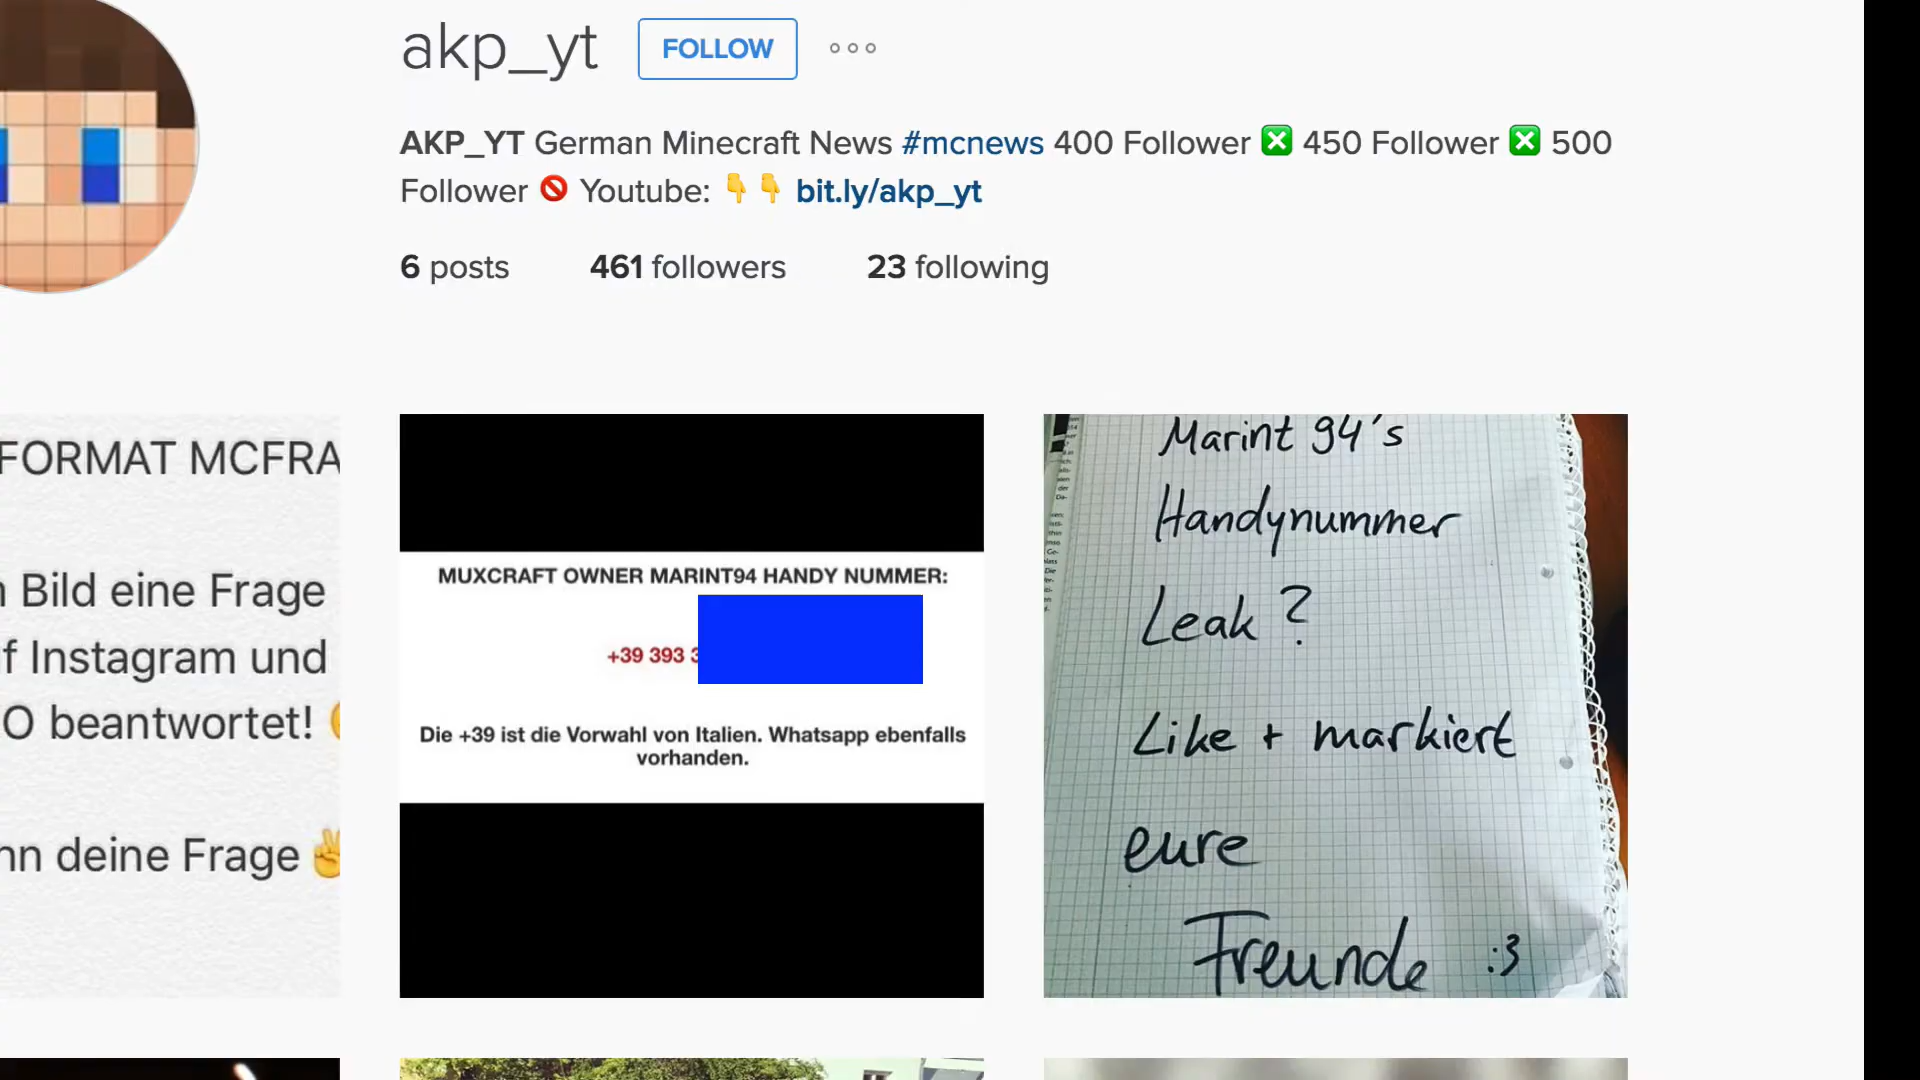 akp_yt FOLLOW
AKP_YT German Minecraft News #mcnews 400 Follower ❎ 450 Follower ❎ 500
Follower 🚫 Youtube: 👇👇 bit.ly/akp_yt
6 posts 461 followers 23 following
FORMAT MCFRA
Bild eine Frage
f Instagram und
O beantwortet!
nn deine Frage ✌
MUXCRAFT OWNER MARINT94 HANDY NUMMER:
+39 393 3
Die +39 ist die Vorwahl von Italien. Whatsapp ebenfalls
vorhanden.
Marint 94's
Handynummer
Leak ?
Like + markiert
eure
Freunde :3